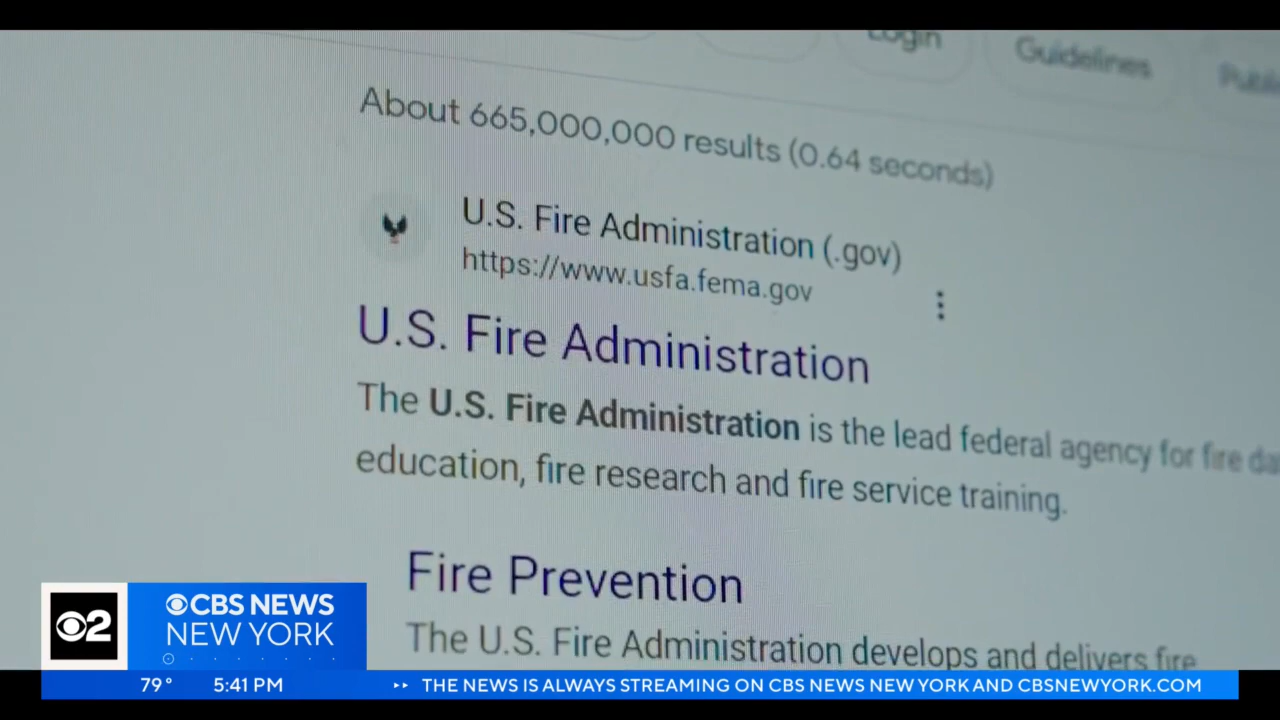 Login Guidelines
About 665,000,000 results (0.64 seconds)
U.S. Fire Administration (.gov)
https://www.usfa.fema.gov
U.S. Fire Administration
The U.S. Fire Administration is the lead federal agency for fire da
education, fire research and fire service training.
Fire Prevention
The U.S. Fire Administration develops and delivers fire
2 CBS NEWS
NEW YORK
79° 5:41 PM THE NEWS IS ALWAYS STREAMING ON CBS NEWS NEW YORK AND CBSNEWYORK.COM